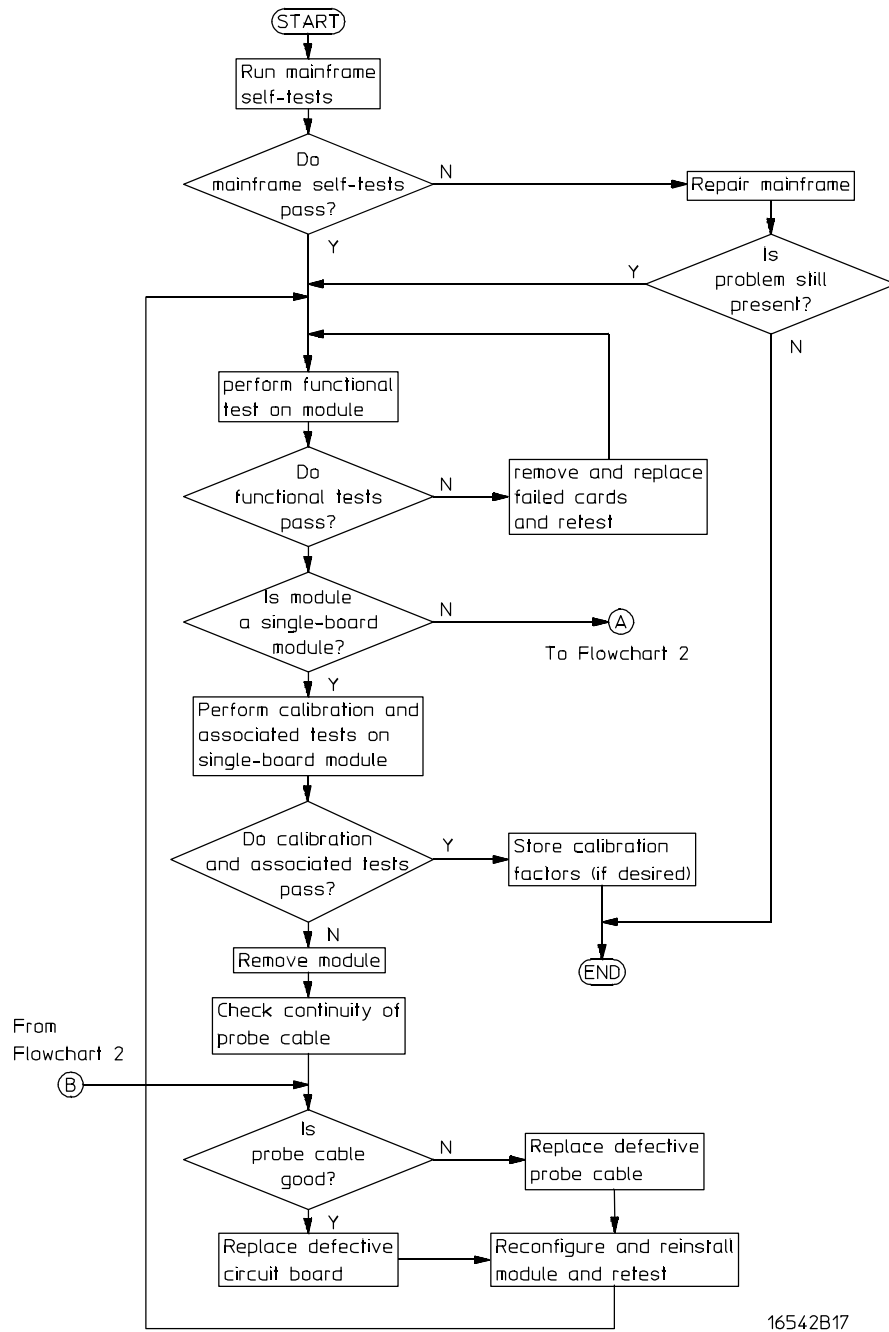 START
Run mainframe
self-tests
Do
mainframe self-tests
pass?
N
Repair mainframe
Y
Is
problem still
present?
Y
N
perform functional
test on module
Do
functional tests
pass?
N
remove and replace
failed cards
and retest
Is module
a single-board
module?
N
A
To Flowchart 2
Y
Perform calibration and
associated tests on
single-board module
Do calibration
and associated tests
pass?
Y
Store calibration
factors (if desired)
N
END
Remove module
Check continuity of
probe cable
From
Flowchart 2
B
Is
probe cable
good?
N
Replace defective
probe cable
Y
Replace defective
circuit board
Reconfigure and reinstall
module and retest
16542B17